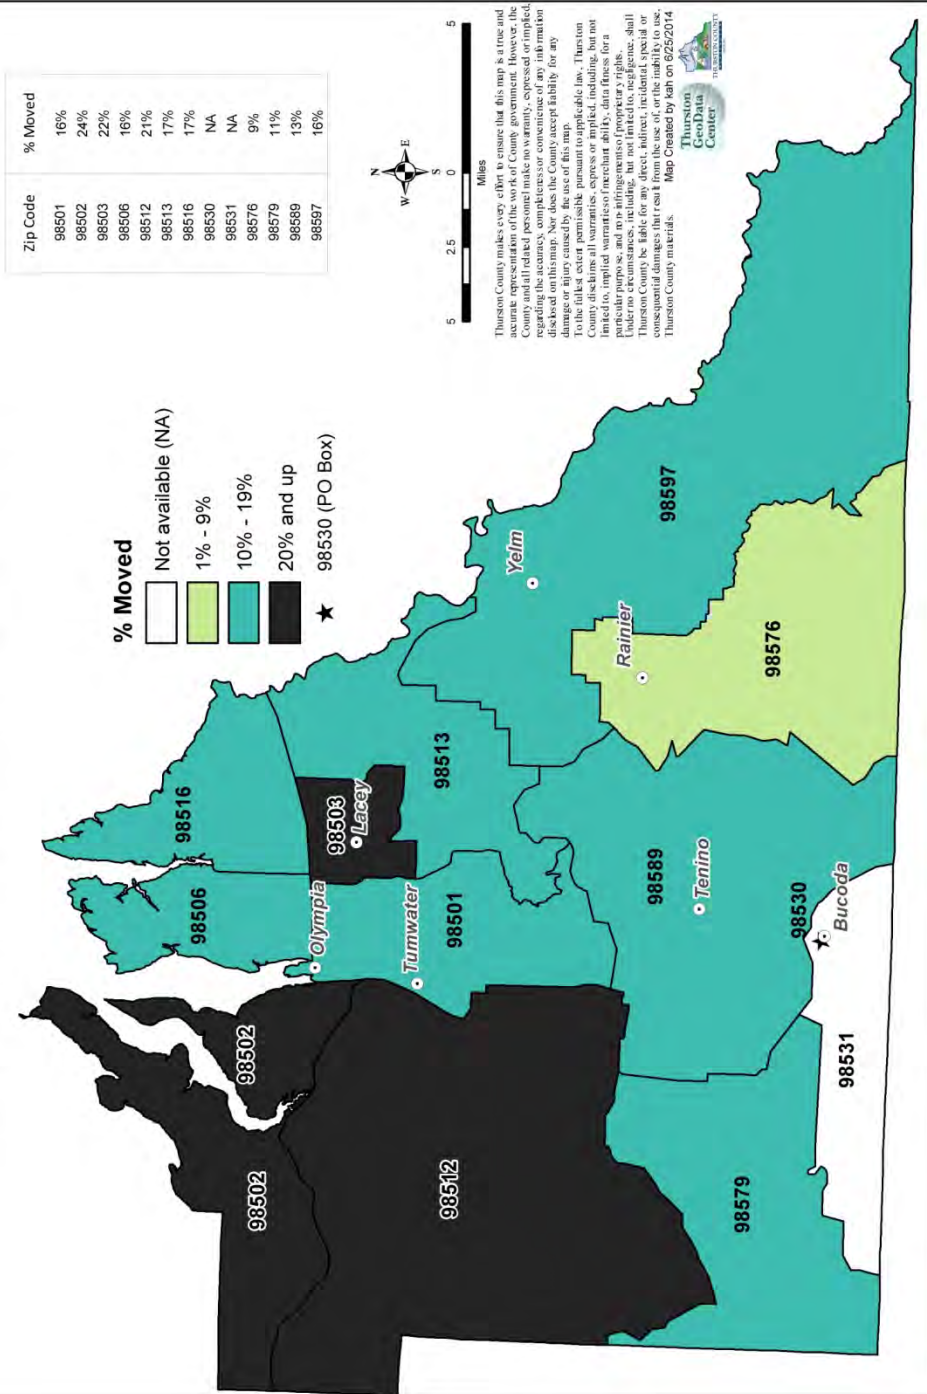 Zip Code % Moved
98501 16%
98502 24%
98503 22%
98506 16%
98512 21%
98513 17%
98516 17%
98530 NA
98531 NA
98576 9%
98579 11%
98589 13%
98597 16%
% Moved
Not available (NA)
1% - 9%
10% - 19%
20% and up
98530 (PO Box)
98502
98502
98506
98516
Olympia
98503
Lacey
Tumwater
98501
98513
98512
Yelm
98597
Rainier
98576
98589
Tenino
98530
Bucoda
98531
98579
N
W E
S
5 2.5 0 5
Miles
Thurston County makes every effort to ensure that this map is a true and
accurate representation of the work of County government. However, the
County and all related personnel make no warranty, expressed or implied,
regarding the accuracy, completeness or convenience of any information
disclosed on this map. Nor does the County accept liability for any
damage or injury caused by the use of this map.
To the fullest extent permissible pursuant to applicable law, Thurston
County disclaims all warranties, express or implied, including, but not
limited to, implied warranties of merchant ability, data fitness for a
particular purpose, and non-infringements of proprietary rights.
Under no circumstances, including, but not limited to, negligence, shall
Thurston County be liable for any direct, indirect, incidental, special or
consequential damages that result from the use of, or the inability to use,
Thurston County materials.
Map Created by kah on 6/25/2014
Thurston
GeoData
Center
THURSTON COUNTY